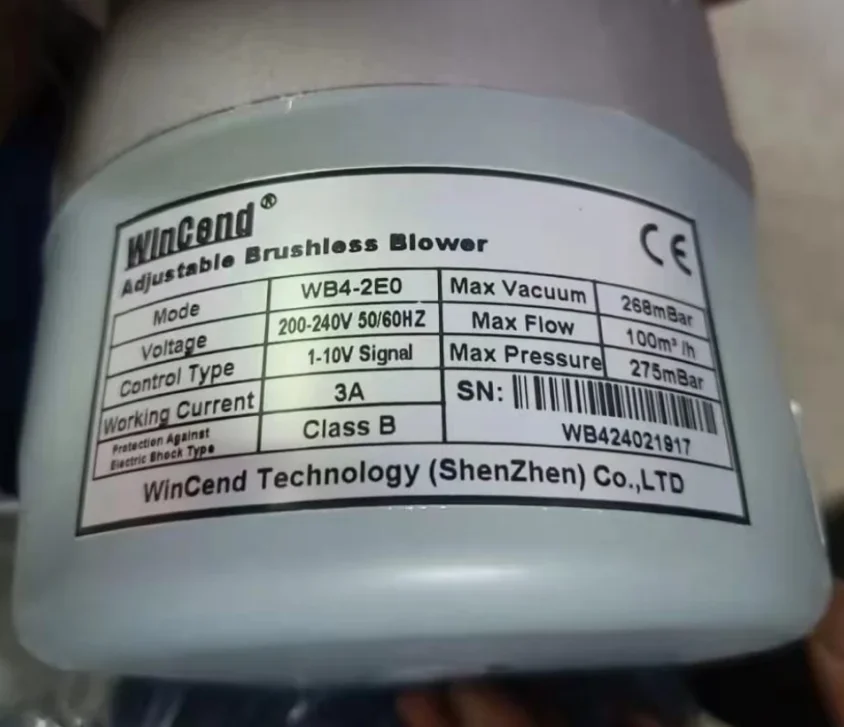 WinCend®
Adjustable Brushless Blower
Mode WB4-2E0 Max Vacuum 268mBar
Voltage 200-240V 50/60HZ Max Flow 100m³/h
Control Type 1-10V Signal Max Pressure 275mBar
Working Current 3A SN:
Protection Against Electric Shock Type Class B WB424021917
WinCend Technology (ShenZhen) Co.,LTD
CE